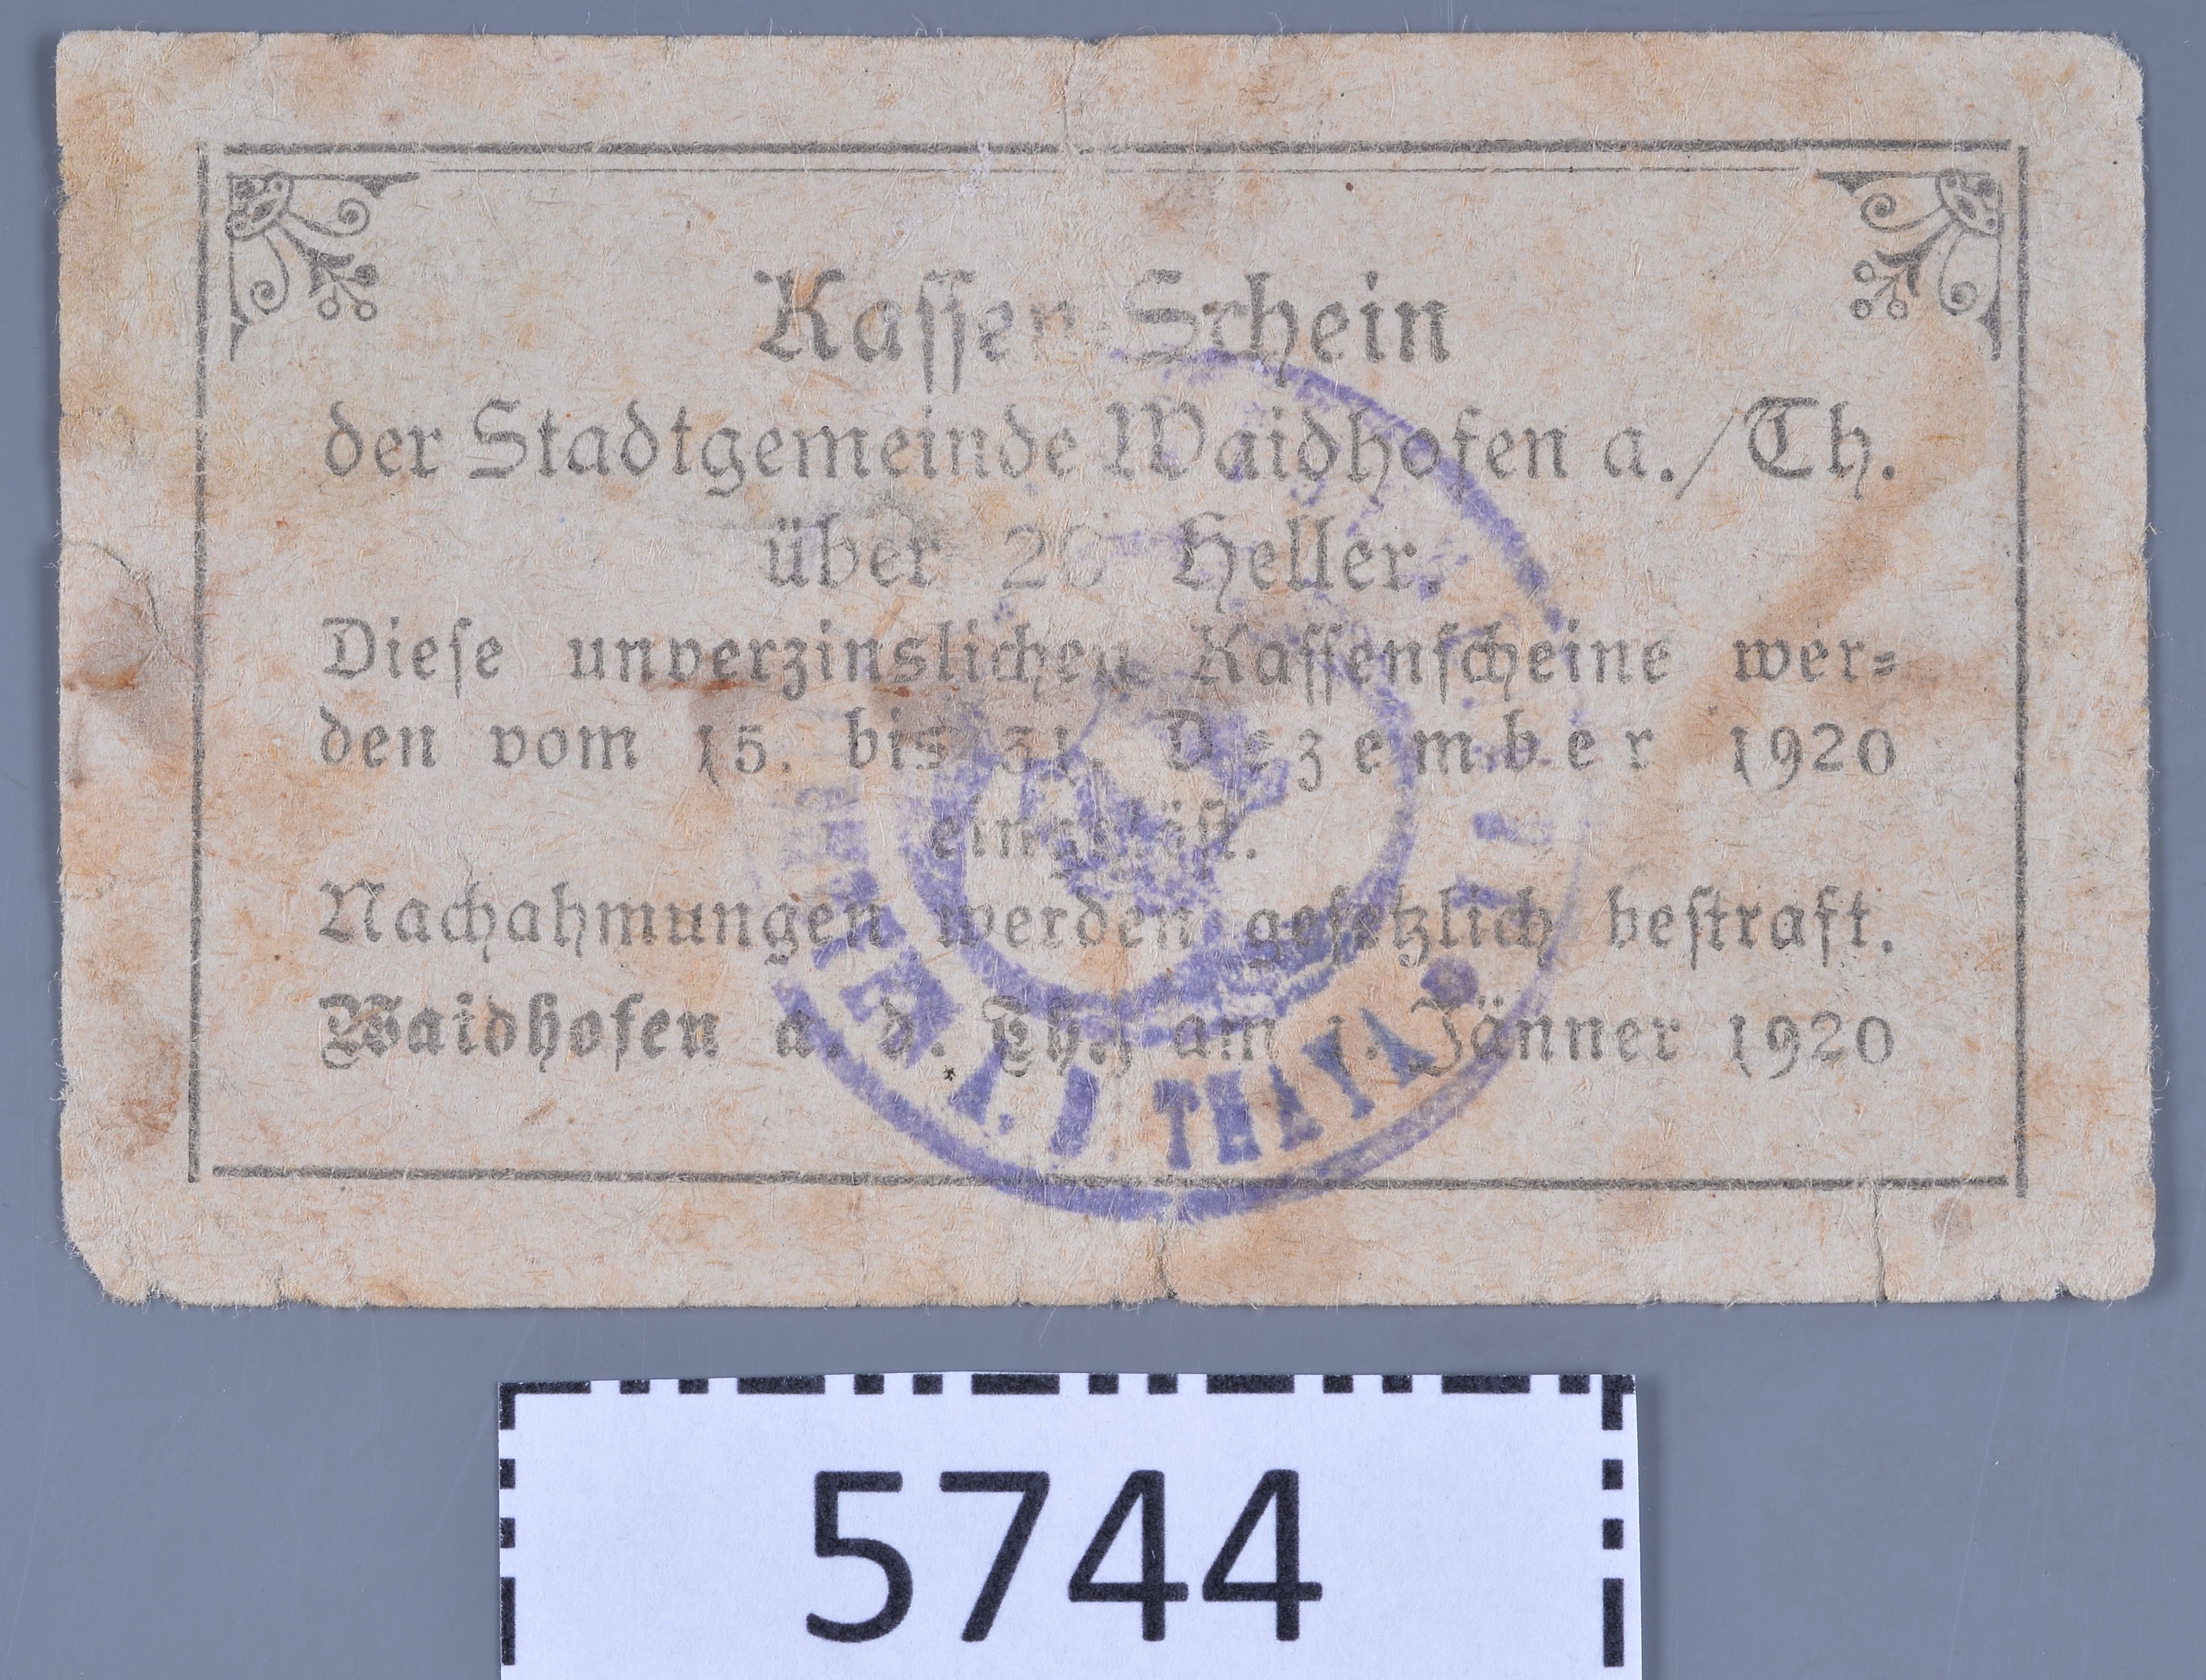 Kassen-Schein
der Stadtgemeinde Waidhofen a./Th.
über 20 Heller.
Diese unverzinslichen Kassenscheine wer-
den vom 15. bis 31. Dezember 1920
eingelöst.
Nachahmungen werden gesetzlich bestraft.
Waidhofen a. d. Th., am 1. Jänner 1920
THAYA
5744